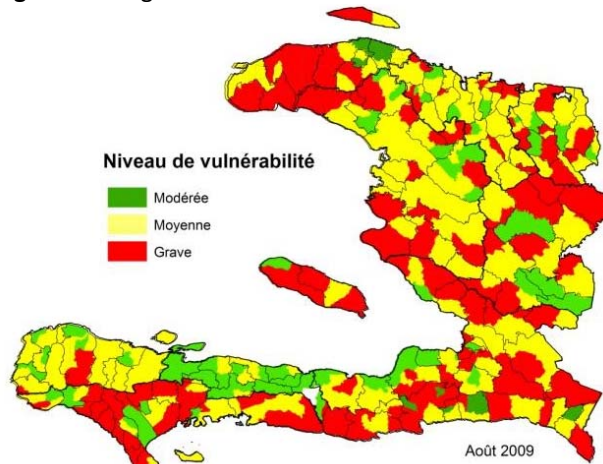 Niveau de vulnérabilité
Modérée
Moyenne
Grave
Août 2009